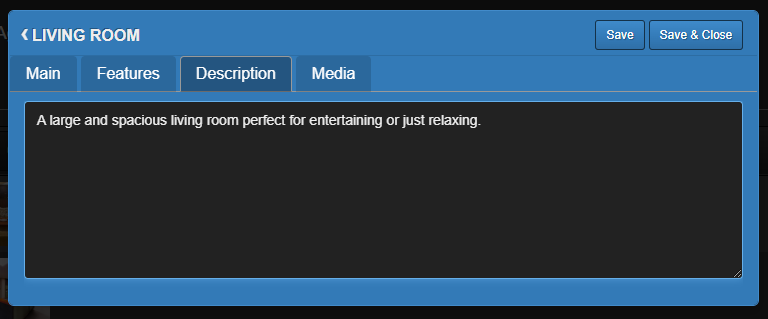 ‹ LIVING ROOM
Save
Save & Close
Main
Features
Description
Media
A large and spacious living room perfect for entertaining or just relaxing.